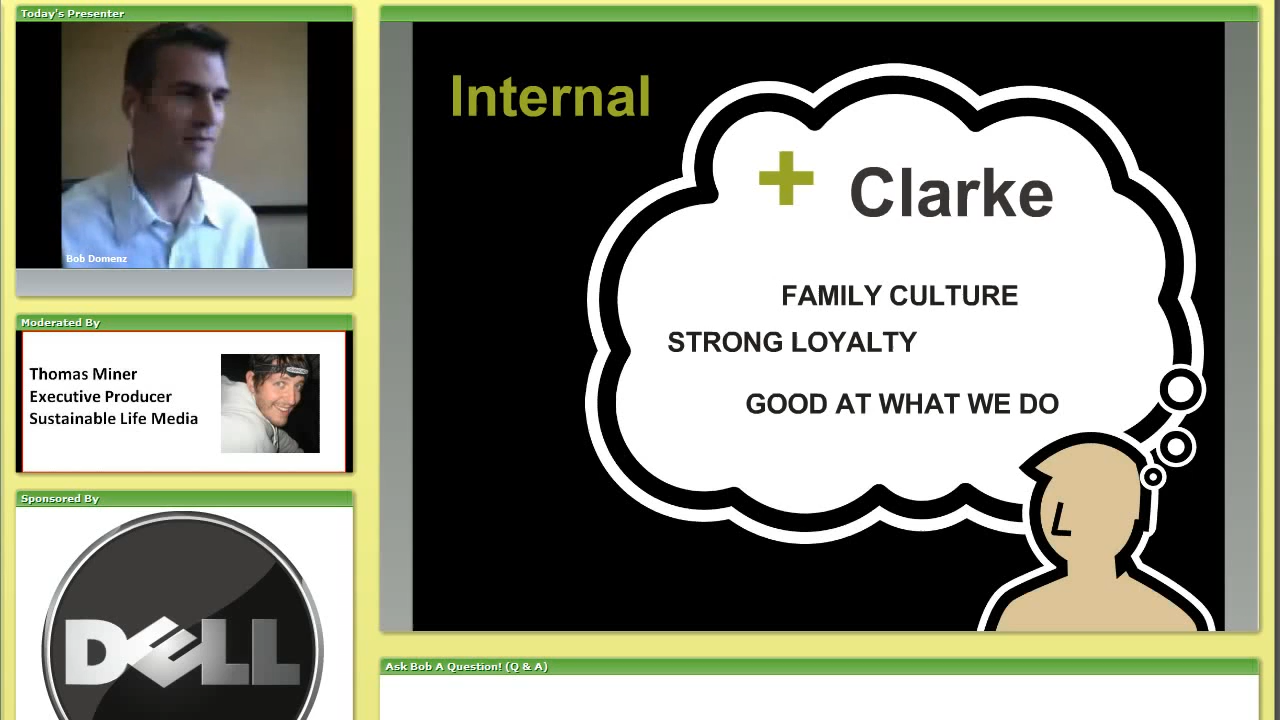 Today's Presenter
Bob Domenz
Moderated By
Thomas Miner
Executive Producer
Sustainable Life Media
Sponsored By
DELL
Internal
+ Clarke
FAMILY CULTURE
STRONG LOYALTY
GOOD AT WHAT WE DO
Ask Bob A Question! (Q & A)